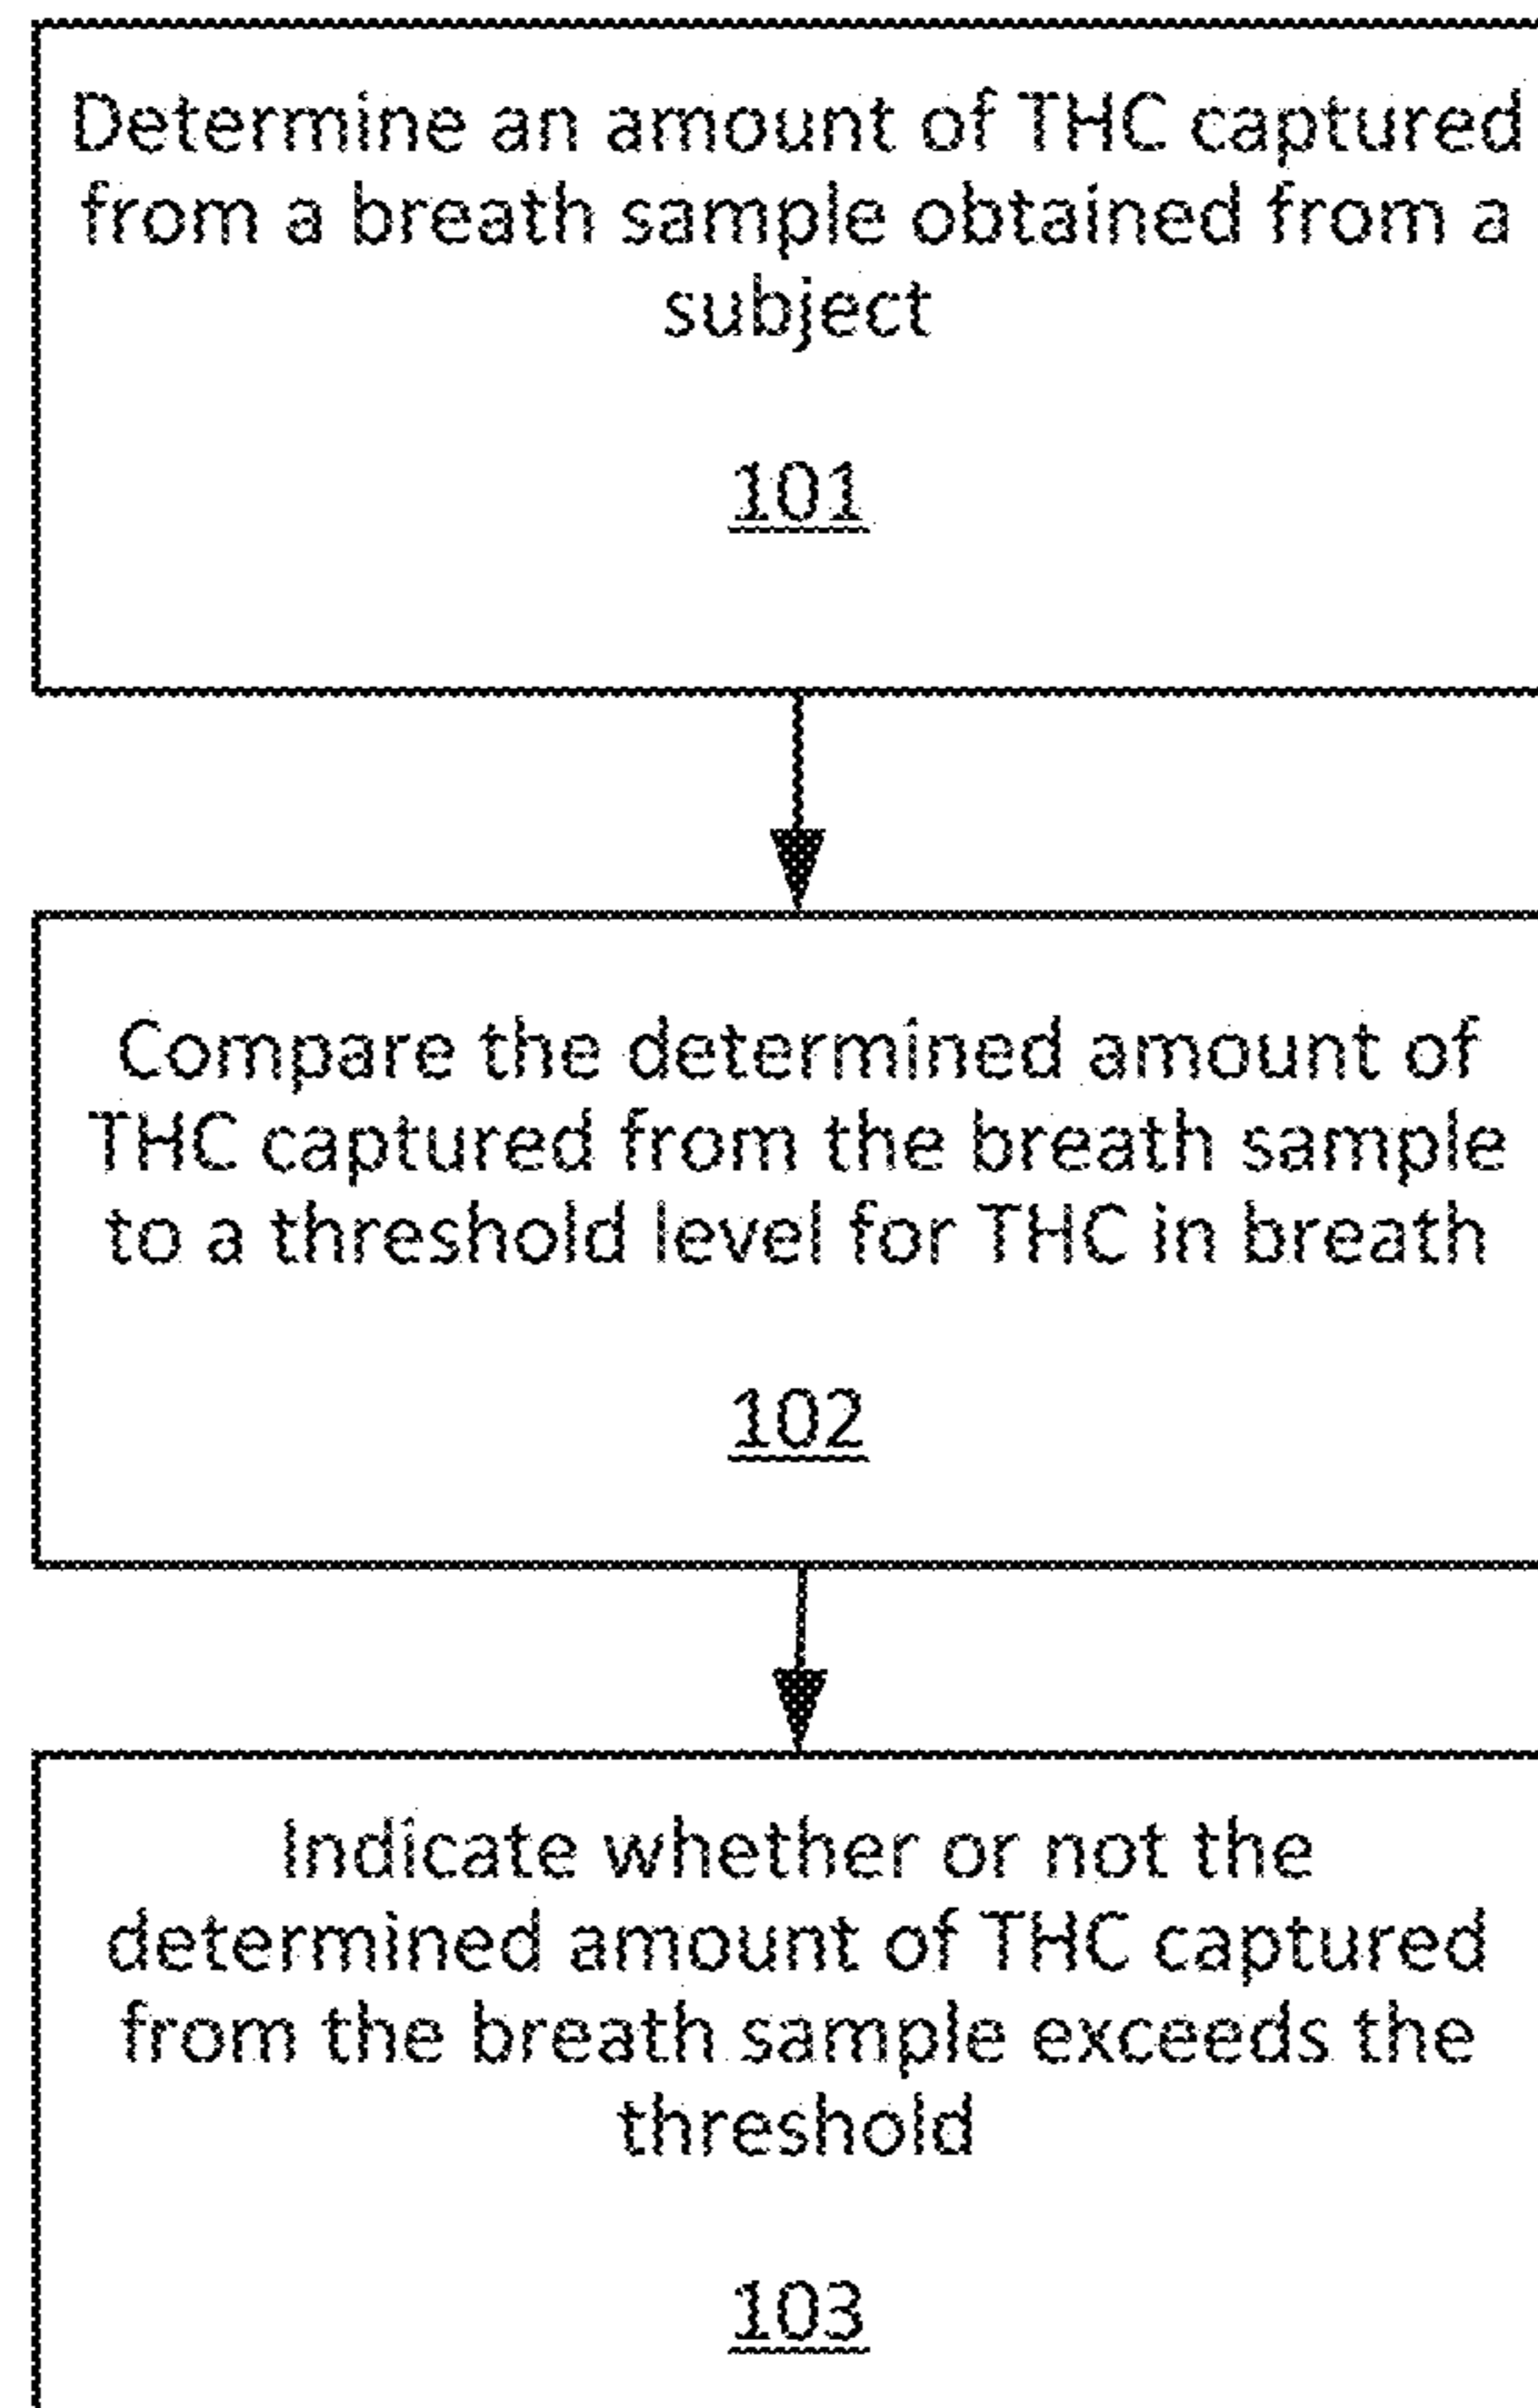 Determine an amount of THC captured
from a breath sample obtained from a
subject
101
Compare the determined amount of
THC captured from the breath sample
to a threshold level for THC in breath
102
Indicate whether or not the
determined amount of THC captured
from the breath sample exceeds the
threshold
103